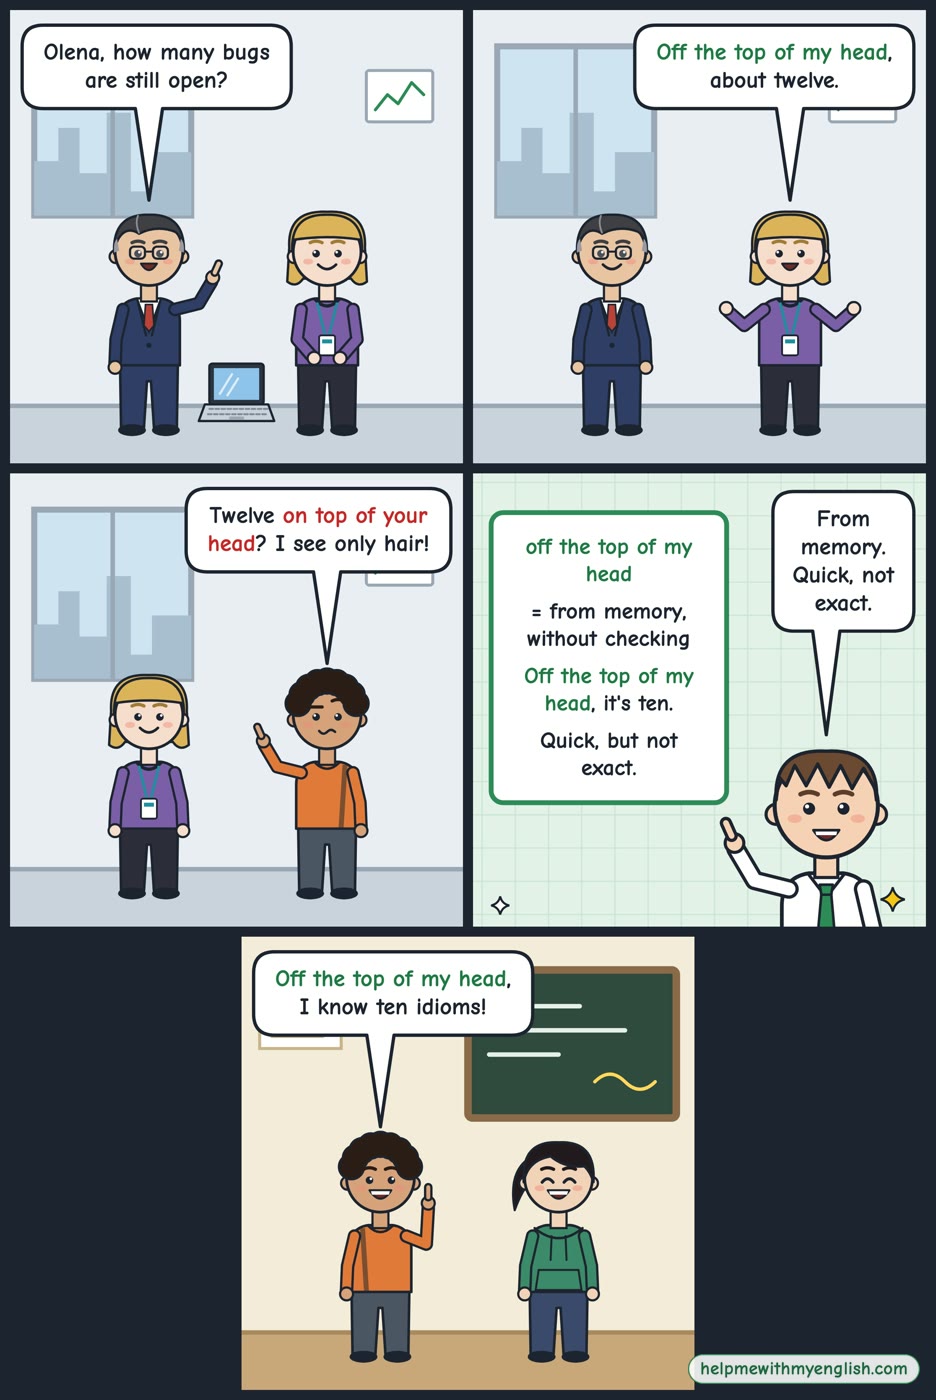 Olena, how many bugs
are still open?
Off the top of my head,
about twelve.
Twelve on top of your
head? I see only hair!
off the top of my
head
= from memory,
without checking
Off the top of my
head, it's ten.
Quick, but not
exact.
From
memory.
Quick, not
exact.
Off the top of my head,
I know ten idioms!
helpmewithmyenglish.com